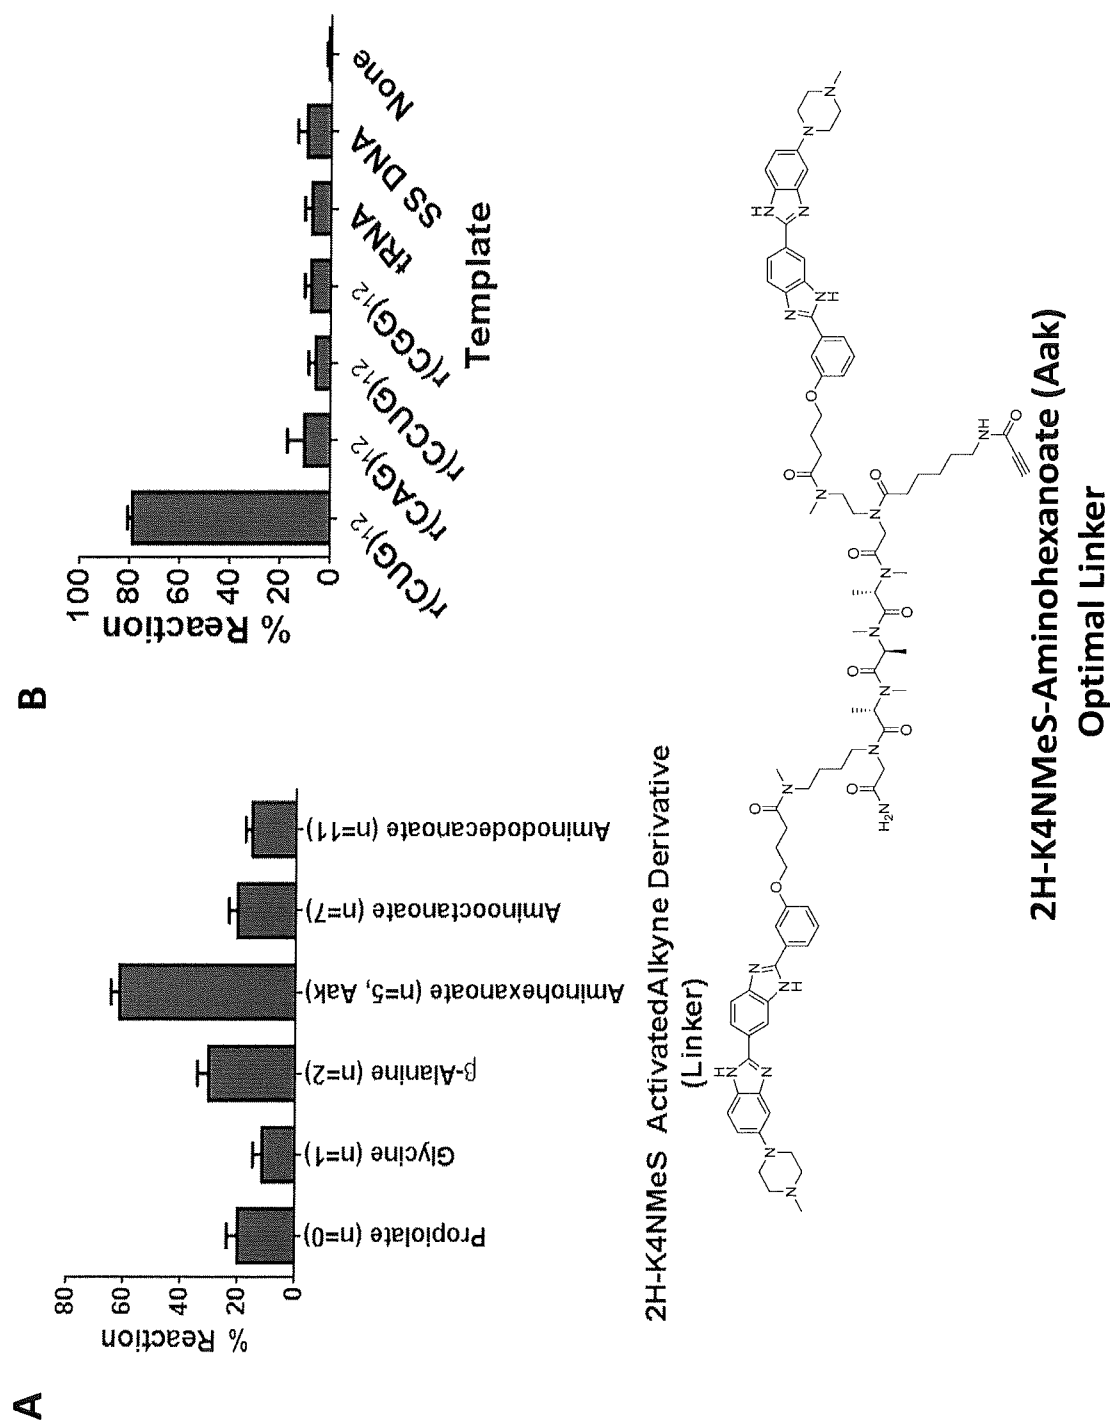 A
% Reaction
80
60
40
20
0
Propiolate (n=0)
Glycine (n=1)
β-Alanine (n=2)
Aminohexanoate (n=5, Aak)
Aminooctanoate (n=7)
Aminododecanoate (n=11)
2H-K4NMeS ActivatedAlkyne Derivative
(Linker)
B
% Reaction
100
80
60
40
20
0
r(CUG)12
r(CAG)12
r(CCUG)12
r(CGG)12
tRNA
SS DNA
None
Template
N
N
H
N
N
N
N
H
O
O
N
H2N
O
N
O
N
O
N
O
N
O
N
O
N
O
NH
O
N
O
O
N
N
H
H
N
N
N
N
2H-K4NMeS-Aminohexanoate (Aak)
Optimal Linker